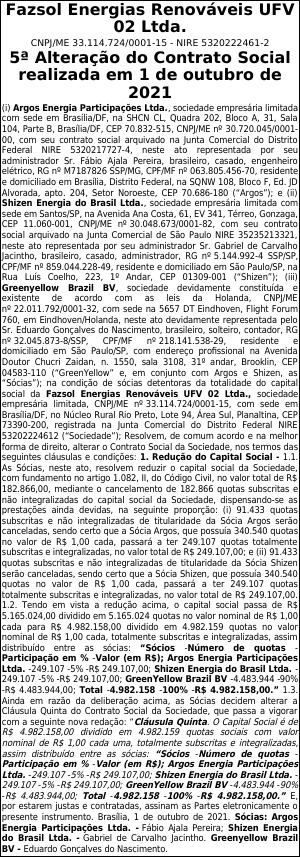 Fazsol Energias Renováveis UFV
02 Ltda.
CNPJ/ME 33.114.724/0001-15 - NIRE 5320222461-2
5ª Alteração do Contrato Social
realizada em 1 de outubro de
2021
(i) Argos Energia Participações Ltda., sociedade empresária limitada
com sede em Brasília/DF, na SHCN CL, Quadra 202, Bloco A, 31, Sala
104, Parte B, Brasília/DF, CEP 70.832-515, CNPJ/ME nº 30.720.045/0001-
00, com seu contrato social arquivado na Junta Comercial do Distrito
Federal NIRE 5320217727-4, neste ato representada por seu
administrador Sr. Fábio Ajala Pereira, brasileiro, casado, engenheiro
elétrico, RG nº M7187826 SSP/MG, CPF/MF nº 063.805.456-70, residente
e domiciliado em Brasília, Distrito Federal, na SQNW 108, Bloco F, Ed. JD
Alvorada, apto. 204, Setor Noroeste, CEP 70.686-180 (“Argos”); e (ii)
Shizen Energia do Brasil Ltda., sociedade empresária limitada com
sede em Santos/SP, na Avenida Ana Costa, 61, EV 341, Térreo, Gonzaga,
CEP 11.060-001, CNPJ/ME nº 30.048.673/0001-82, com seu contrato
social arquivado na Junta Comercial de São Paulo NIRE 35235213321,
neste ato representada por seu administrador Sr. Gabriel de Carvalho
Jacintho, brasileiro, casado, administrador, RG nº 5.144.992-4 SSP/SP,
CPF/MF nº 859.044.228-49, residente e domiciliado em São Paulo/SP, na
Rua Luís Coelho, 223, 1º Andar, CEP 01309-001 (“Shizen”); (iii)
Greenyellow Brazil BV, sociedade devidamente constituída e
existente de acordo com as leis da Holanda, CNPJ/ME
nº 22.011.792/0001-32, com sede na 5657 DT Eindhoven, Flight Forum
760, em Eindhoven/Holanda, neste ato devidamente representada pelo
Sr. Eduardo Gonçalves do Nascimento, brasileiro, solteiro, contador, RG
nº 32.045.873-8/SSP, CPF/MF nº 218.141.538-29, residente e
domiciliado em São Paulo/SP, com endereço profissional na Avenida
Doutor Chucri Zaidan, n. 1550, sala 3108, 31º andar, Brooklin, CEP
04583-110 (“GreenYellow” e, em conjunto com Argos e Shizen, as
“Sócias”); na condição de sócias detentoras da totalidade do capital
social da Fazsol Energias Renováveis UFV 02 Ltda., sociedade
empresária limitada, CNPJ/ME nº 33.114.724/0001-15, com sede em
Brasília/DF, no Núcleo Rural Rio Preto, Lote 94, Área Sul, Planaltina, CEP
73390-200, registrada na Junta Comercial do Distrito Federal NIRE
53202224612 (“Sociedade”); Resolvem, de comum acordo e na melhor
forma de direito, alterar o Contrato Social da Sociedade, nos termos das
seguintes cláusulas e condições: 1. Redução do Capital Social - 1.1.
As Sócias, neste ato, resolvem reduzir o capital social da Sociedade,
com fundamento no artigo 1.082, II, do Código Civil, no valor total de R$
182.866,00, mediante o cancelamento de 182.866 quotas subscritas e
não integralizadas do capital social da Sociedade, dispensando-se as
prestações ainda devidas, na seguinte proporção: (i) 91.433 quotas
subscritas e não integralizadas de titularidade da Sócia Argos serão
canceladas, sendo certo que a Sócia Argos, que possuía 340.540 quotas
no valor de R$ 1,00 cada, passará a ter 249.107 quotas totalmente
subscritas e integralizadas, no valor total de R$ 249.107,00; e (ii) 91.433
quotas subscritas e não integralizadas de titularidade da Sócia Shizen
serão canceladas, sendo certo que a Sócia Shizen, que possuía 340.540
quotas no valor de R$ 1,00 cada, passará a ter 249.107 quotas
totalmente subscritas e integralizadas, no valor total de R$ 249.107,00.
1.2. Tendo em vista a redução acima, o capital social passa de R$
5.165.024,00 dividido em 5.165.024 quotas no valor nominal de R$ 1,00
cada para R$ 4.982.158,00 dividido em 4.982.159 quotas no valor
nominal de R$ 1,00 cada, totalmente subscritas e integralizadas, assim
distribuído entre as sócias: “Sócios -Número de quotas -
Participação em % -Valor (em R$); Argos Energia Participações
Ltda. -249.107 -5% -R$ 249.107,00; Shizen Energia do Brasil Ltda. -
249.107 -5% -R$ 249.107,00; GreenYellow Brazil BV -4.483.944 -90%
-R$ 4.483.944,00; Total -4.982.158 -100% -R$ 4.982.158,00.” 1.3.
Ainda em razão da deliberação acima, as Sócias decidem alterar a
Cláusula Quinta do Contrato Social da Sociedade, que passa a vigorar
com a seguinte nova redação: “Cláusula Quinta. O Capital Social é de
R$ 4.982.158,00 dividido em 4.982.159 quotas sociais com valor
nominal de R$ 1,00 cada uma, totalmente subscritas e integralizadas,
assim distribuído entre as sócias: “Sócios -Número de quotas -
Participação em % -Valor (em R$); Argos Energia Participações
Ltda. -249.107 -5% -R$ 249.107,00; Shizen Energia do Brasil Ltda. -
249.107 -5% -R$ 249.107,00; GreenYellow Brazil BV -4.483.944 -90%
-R$ 4.483.944,00; Total -4.982.158 -100% -R$ 4.982.158,00.” E,
por estarem justas e contratadas, assinam as Partes eletronicamente o
presente instrumento. Brasília, 1 de outubro de 2021. Sócias: Argos
Energia Participações Ltda. - Fábio Ajala Pereira; Shizen Energia
do Brasil Ltda. - Gabriel de Carvalho Jacintho. Greenyellow Brazil
BV - Eduardo Gonçalves do Nascimento.